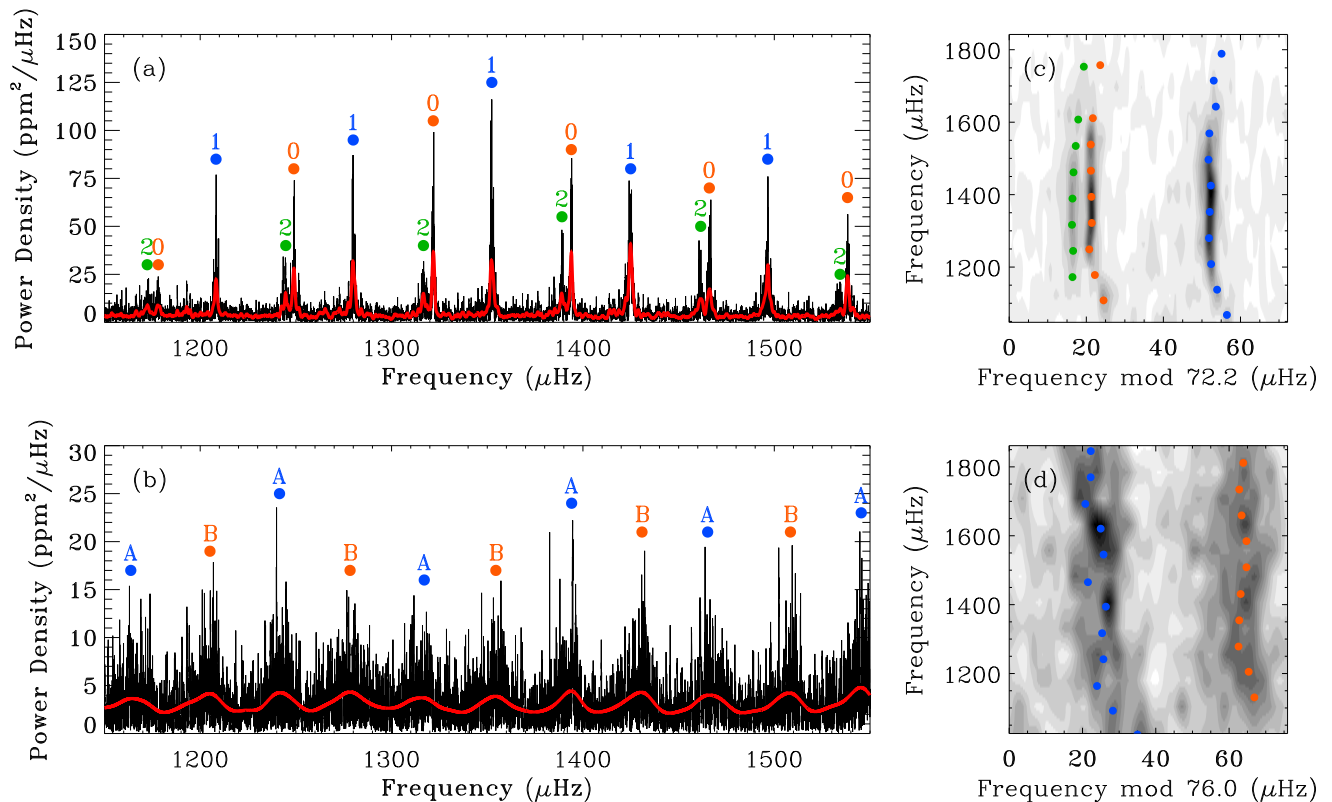 150
125
100
75
50
25
0
Power Density (ppm²/μHz)
(a)
2
0
1
2
0
1
2
0
1
2
0
1
2
0
1
2
0
1200
1300
1400
1500
Frequency (μHz)
1800
1600
1400
1200
Frequency (μHz)
(c)
0
20
40
60
Frequency mod 72.2 (μHz)
30
25
20
15
10
5
0
Power Density (ppm²/μHz)
(b)
A
B
A
B
A
B
A
B
A
B
A
1200
1300
1400
1500
Frequency (μHz)
1800
1600
1400
1200
Frequency (μHz)
(d)
0
20
40
60
Frequency mod 76.0 (μHz)